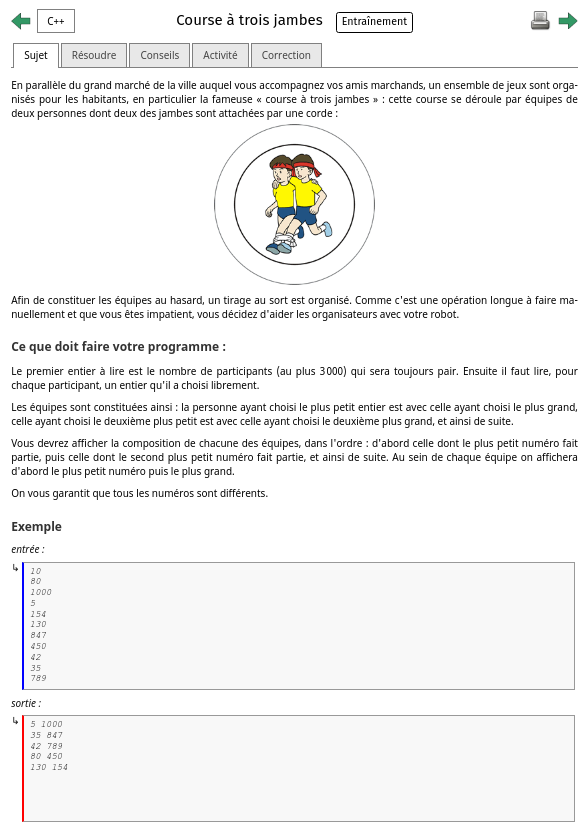 C++
Course à trois jambes
Entraînement
Sujet
Résoudre
Conseils
Activité
Correction
En parallèle du grand marché de la ville auquel vous accompagnez vos amis marchands, un ensemble de jeux sont orga-
nisés pour les habitants, en particulier la fameuse « course à trois jambes » : cette course se déroule par équipes de
deux personnes dont deux des jambes sont attachées par une corde :
Afin de constituer les équipes au hasard, un tirage au sort est organisé. Comme c'est une opération longue à faire ma-
nuellement et que vous êtes impatient, vous décidez d'aider les organisateurs avec votre robot.
Ce que doit faire votre programme :
Le premier entier à lire est le nombre de participants (au plus 3000) qui sera toujours pair. Ensuite il faut lire, pour
chaque participant, un entier qu'il a choisi librement.
Les équipes sont constituées ainsi : la personne ayant choisi le plus petit entier est avec celle ayant choisi le plus grand,
celle ayant choisi le deuxième plus petit est avec celle ayant choisi le deuxième plus grand, et ainsi de suite.
Vous devrez afficher la composition de chacune des équipes, dans l'ordre : d'abord celle dont le plus petit numéro fait
partie, puis celle dont le second plus petit numéro fait partie, et ainsi de suite. Au sein de chaque équipe on affichera
d'abord le plus petit numéro puis le plus grand.
On vous garantit que tous les numéros sont différents.
Exemple
entrée :
10
80
1000
5
154
130
847
450
42
35
789
sortie :
5 1000
35 847
42 789
80 450
130 154